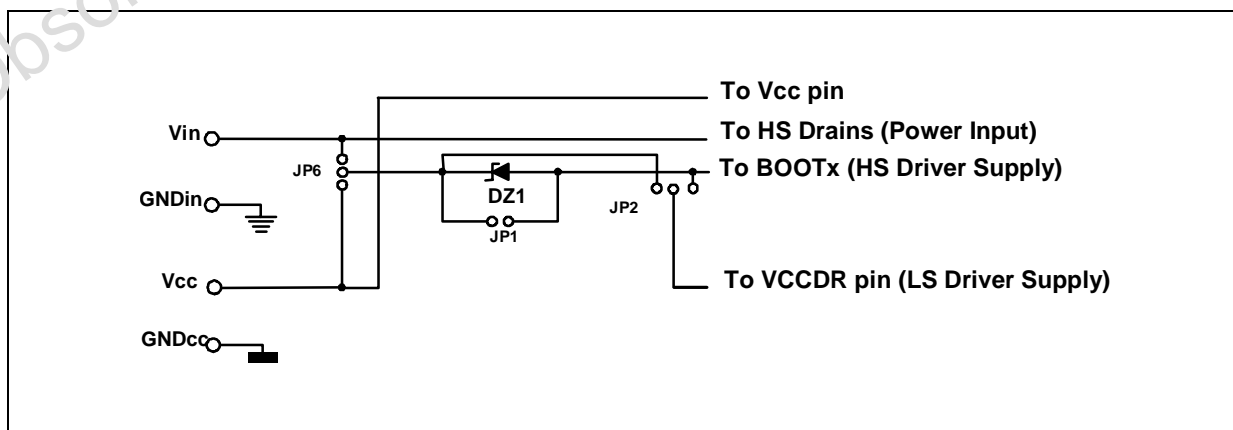 To Vcc pin
Vin
To HS Drains (Power Input)
JP6
To BOOTx (HS Driver Supply)
GNDin
DZ1
JP2
JP1
Vcc
To VCCDR pin (LS Driver Supply)
GNDcc